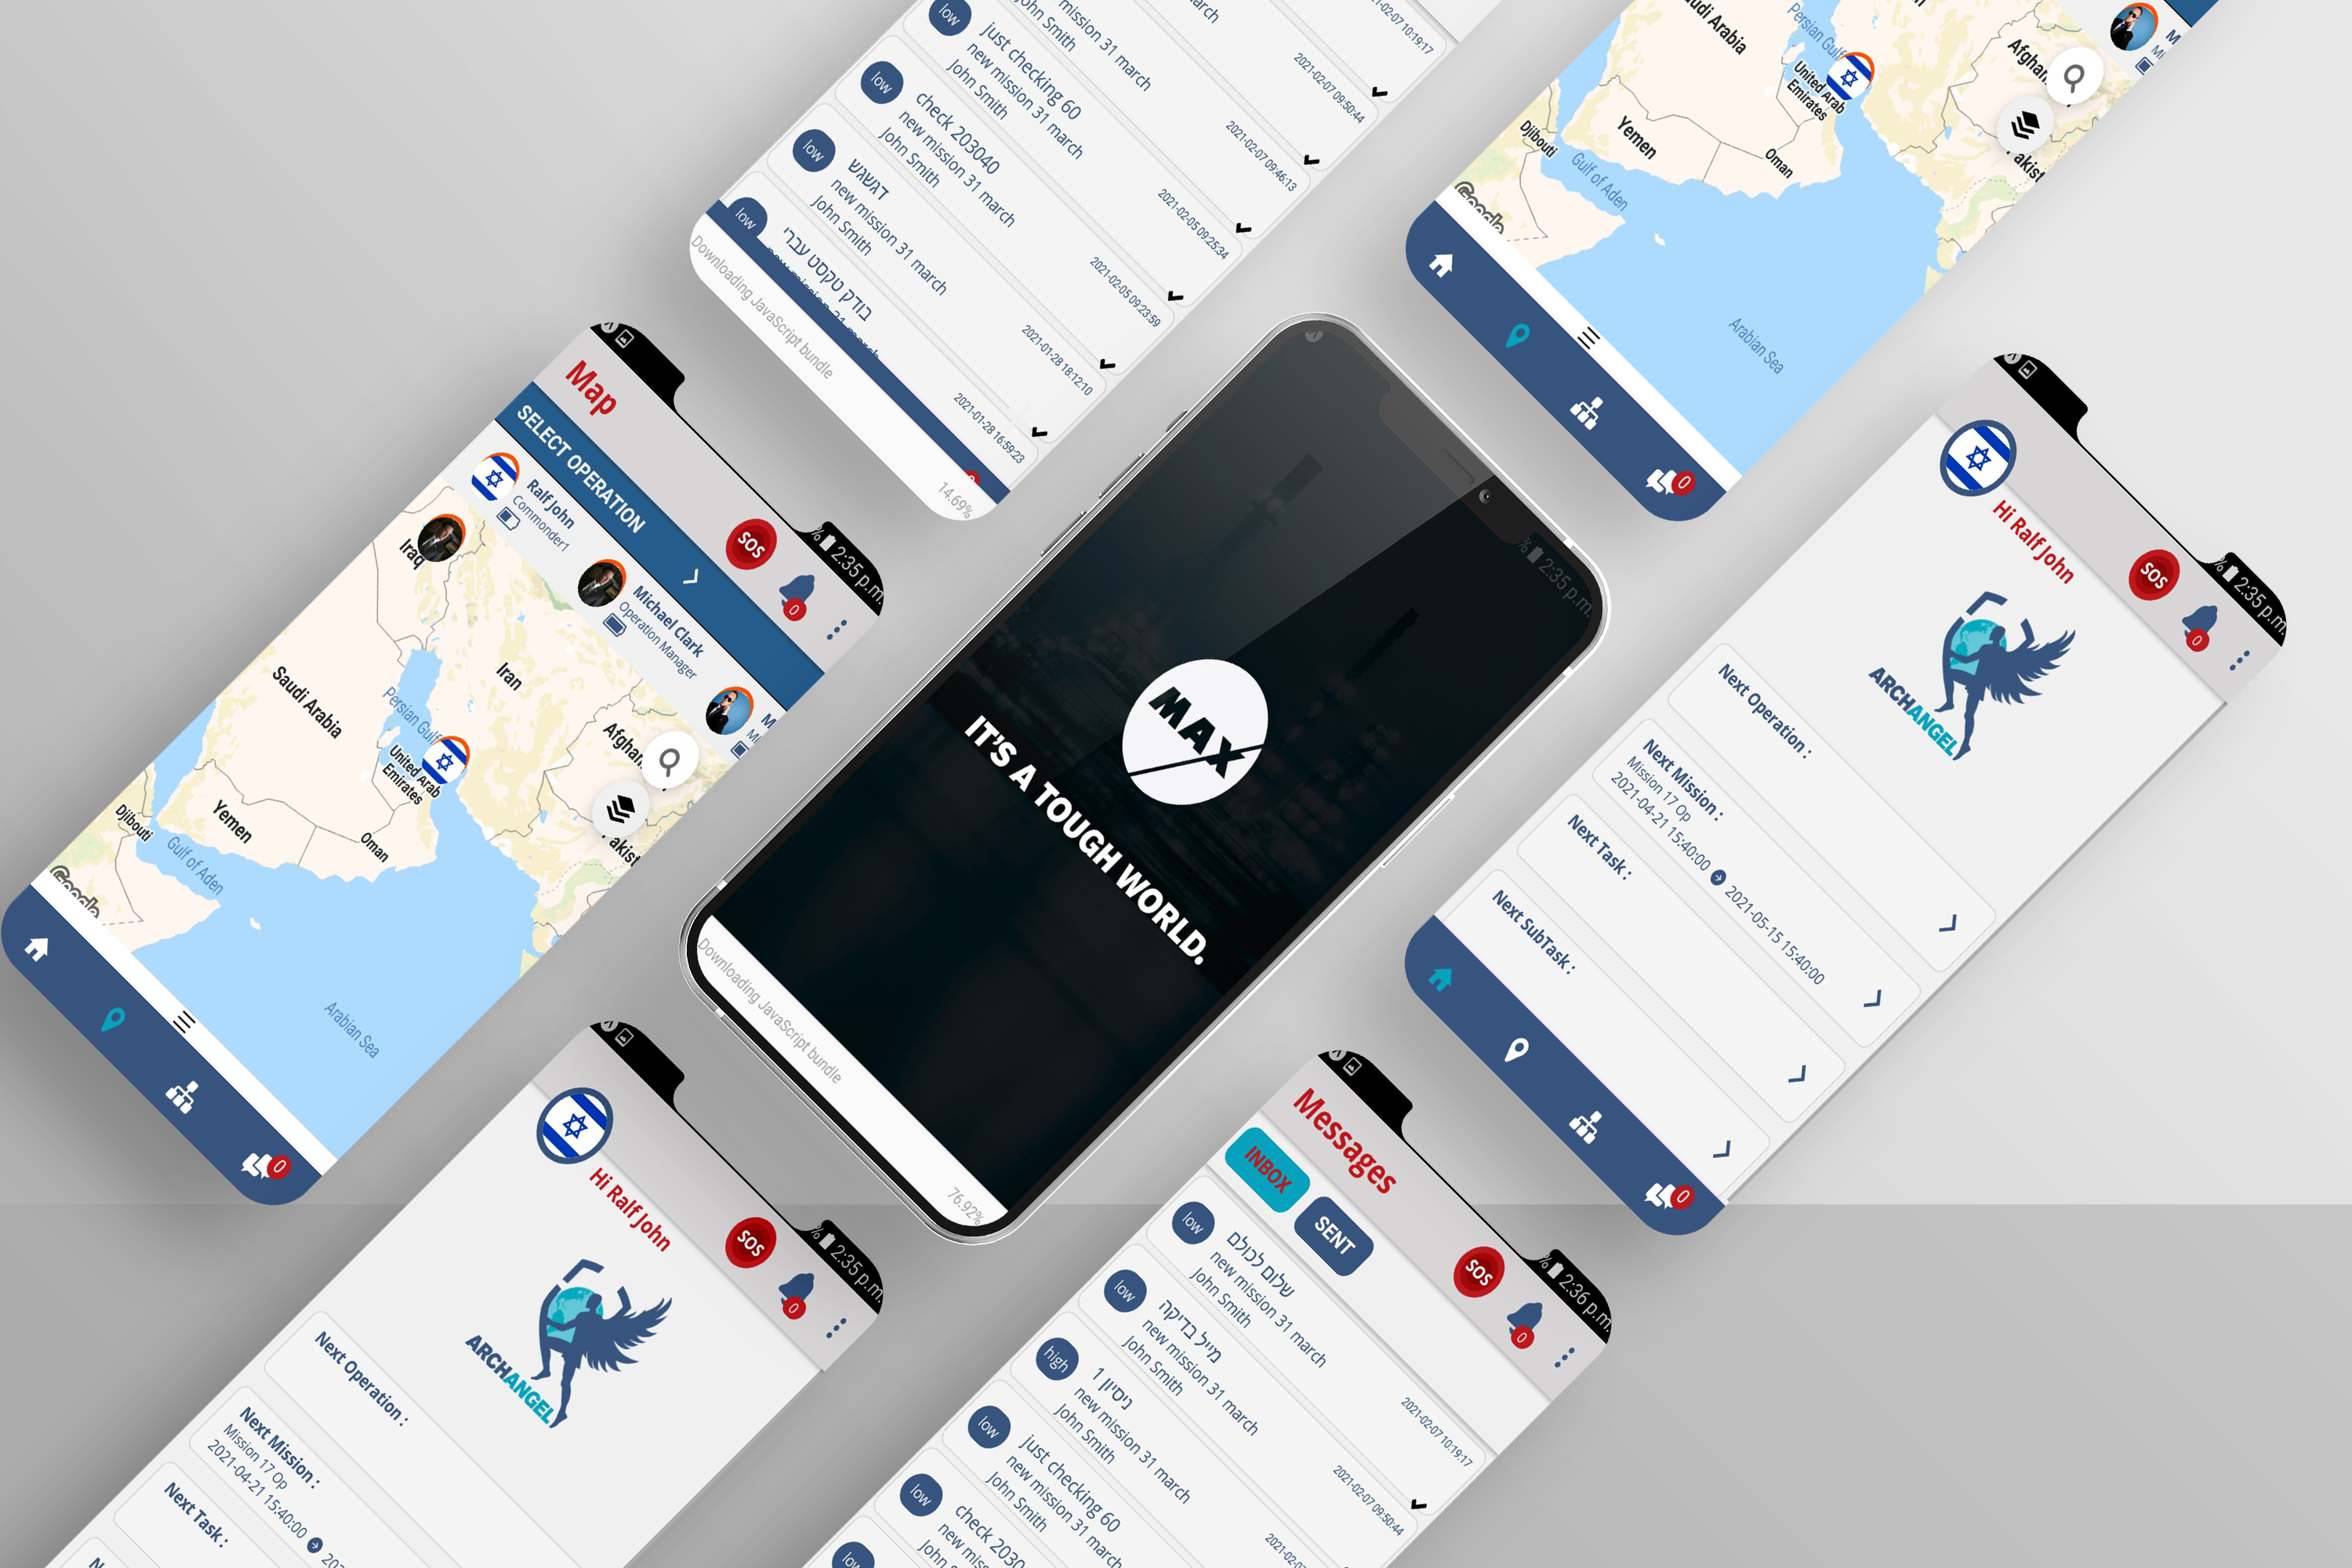 mission 31 march
John Smith
2021-02-07 10:19:17
low
just checking 60
new mission 31 march
John Smith
2021-02-07 09:50:44
low
check 203040
new mission 31 march
John Smith
2021-02-07 09:46:13
low
דגשגש
new mission 31 march
John Smith
2021-02-05 09:25:34
low
בודק טקסט עברי
2021-02-05 09:23:59
2021-01-28 18:12:10
2021-01-28 16:59:23
Downloading JavaScript bundle
14.69%
Saudi Arabia
Persian Gulf
United Arab
Emirates
Yemen
Oman
Djibouti
Gulf of Aden
Arabian Sea
Google
0
Map
SOS
0
2:35 p.m.
SELECT OPERATION
Ralf John
Commonder1
Michael Clark
Operation Manager
Iraq
Iran
Saudi Arabia
Persian Gulf
United Arab
Emirates
Yemen
Oman
Djibouti
Gulf of Aden
Arabian Sea
Google
0
2:35 p.m.
MAX
IT'S A TOUGH WORLD.
Downloading JavaScript bundle
76.92%
2:35 p.m.
SOS
0
Hi Ralf John
ARCHANGEL
Next Operation :
Next Mission :
Mission 17 Op
2021-04-21 15:40:00 2021-05-15 15:40:00
Next Task :
Next SubTask :
0
2:35 p.m.
SOS
0
Hi Ralf John
ARCHANGEL
Next Operation :
Next Mission :
Mission 17 Op
2021-04-21 15:40:00
Next Task :
2:36 p.m.
Messages
SOS
0
INBOX
SENT
low
שלום לכולם
new mission 31 march
John Smith
2021-02-07 10:19:17
low
מייל בדיקה
new mission 31 march
John Smith
2021-02-07 09:50:44
high
ניסיון 1
new mission 31 march
John Smith
low
just checking 60
new mission 31 march
John Smith
low
check 2030
new
John
low